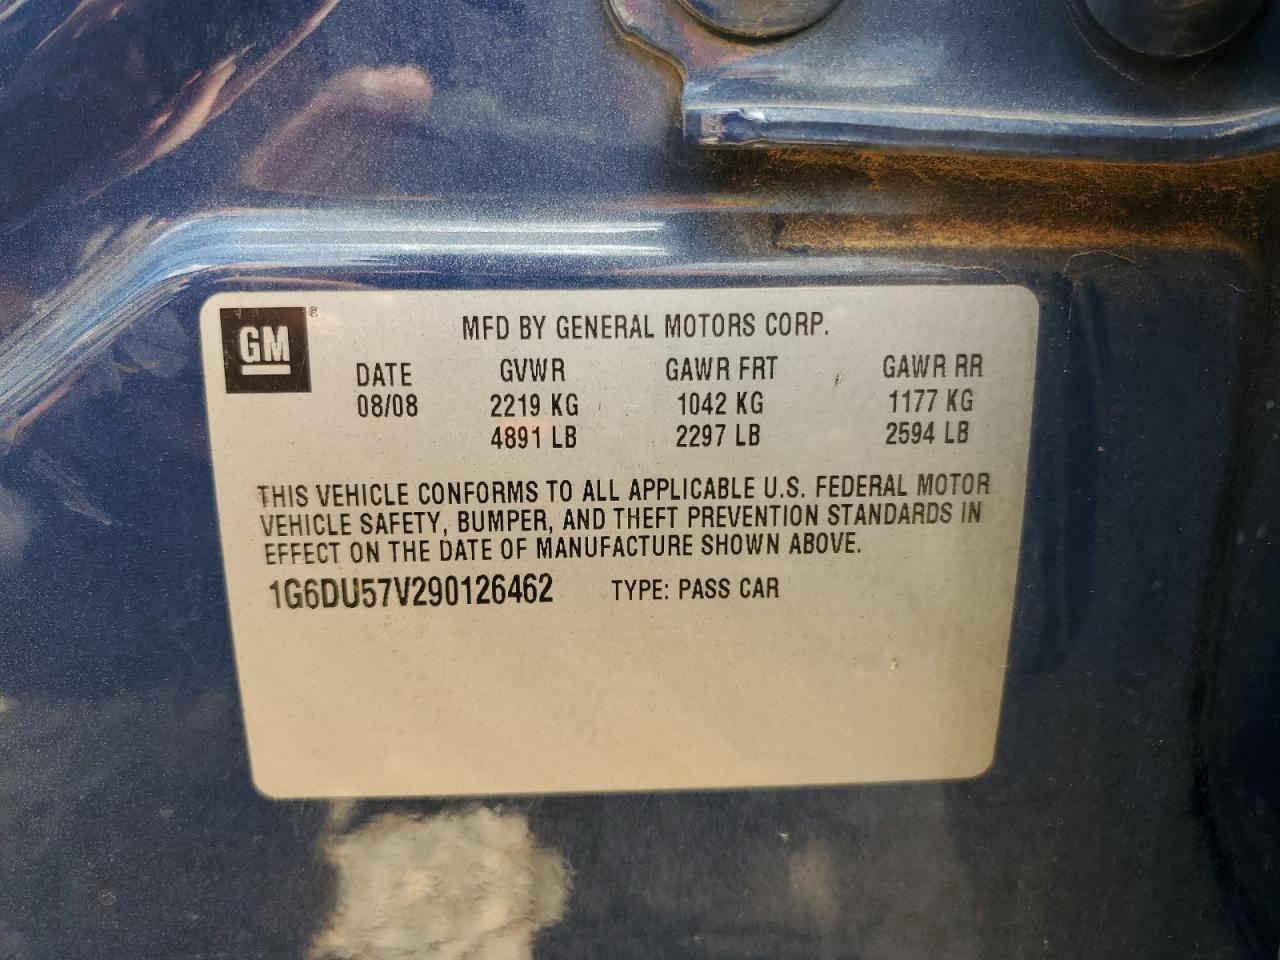 GM ®
MFD BY GENERAL MOTORS CORP.
DATE GVWR GAWR FRT GAWR RR
08/08 2219 KG 1042 KG 1177 KG
4891 LB 2297 LB 2594 LB
THIS VEHICLE CONFORMS TO ALL APPLICABLE U.S. FEDERAL MOTOR
VEHICLE SAFETY, BUMPER, AND THEFT PREVENTION STANDARDS IN
EFFECT ON THE DATE OF MANUFACTURE SHOWN ABOVE.
1G6DU57V290126462 TYPE: PASS CAR